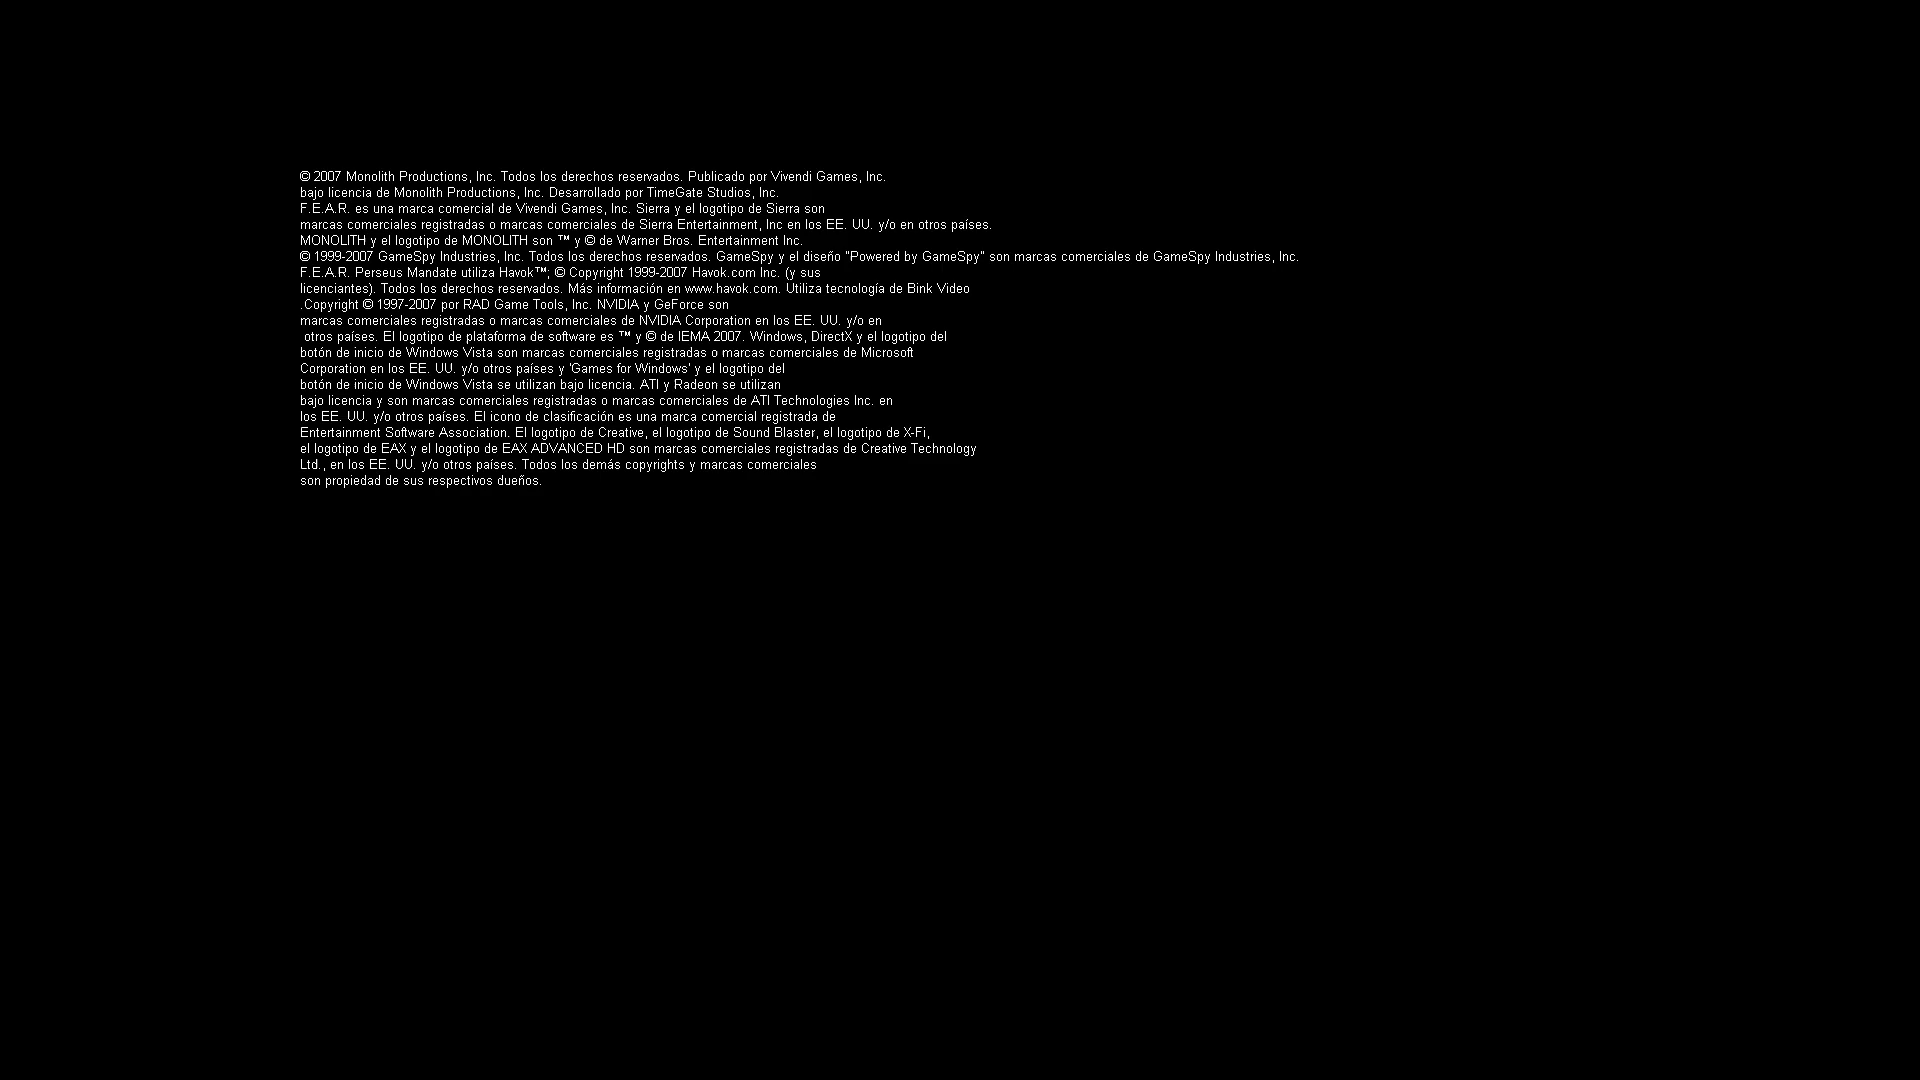 © 2007 Monolith Productions, Inc. Todos los derechos reservados. Publicado por Vivendi Games, Inc.
bajo licencia de Monolith Productions, Inc. Desarrollado por TimeGate Studios, Inc.
F.E.A.R. es una marca comercial de Vivendi Games, Inc. Sierra y el logotipo de Sierra son
marcas comerciales registradas o marcas comerciales de Sierra Entertainment, Inc en los EE. UU. y/o en otros países.
MONOLITH y el logotipo de MONOLITH son ™ y © de Warner Bros. Entertainment Inc.
© 1999-2007 GameSpy Industries, Inc. Todos los derechos reservados. GameSpy y el diseño "Powered by GameSpy" son marcas comerciales de GameSpy Industries, Inc.
F.E.A.R. Perseus Mandate utiliza Havok™; © Copyright 1999-2007 Havok.com Inc. (y sus
licenciantes). Todos los derechos reservados. Más información en www.havok.com. Utiliza tecnología de Bink Video
.Copyright © 1997-2007 por RAD Game Tools, Inc. NVIDIA y GeForce son
marcas comerciales registradas o marcas comerciales de NVIDIA Corporation en los EE. UU. y/o en
otros países. El logotipo de plataforma de software es ™ y © de IEMA 2007. Windows, DirectX y el logotipo del
botón de inicio de Windows Vista son marcas comerciales registradas o marcas comerciales de Microsoft
Corporation en los EE. UU. y/o otros países y 'Games for Windows' y el logotipo del
botón de inicio de Windows Vista se utilizan bajo licencia. ATI y Radeon se utilizan
bajo licencia y son marcas comerciales registradas o marcas comerciales de ATI Technologies Inc. en
los EE. UU. y/o otros países. El icono de clasificación es una marca comercial registrada de
Entertainment Software Association. El logotipo de Creative, el logotipo de Sound Blaster, el logotipo de X-Fi,
el logotipo de EAX y el logotipo de EAX ADVANCED HD son marcas comerciales registradas de Creative Technology
Ltd., en los EE. UU. y/o otros países. Todos los demás copyrights y marcas comerciales
son propiedad de sus respectivos dueños.